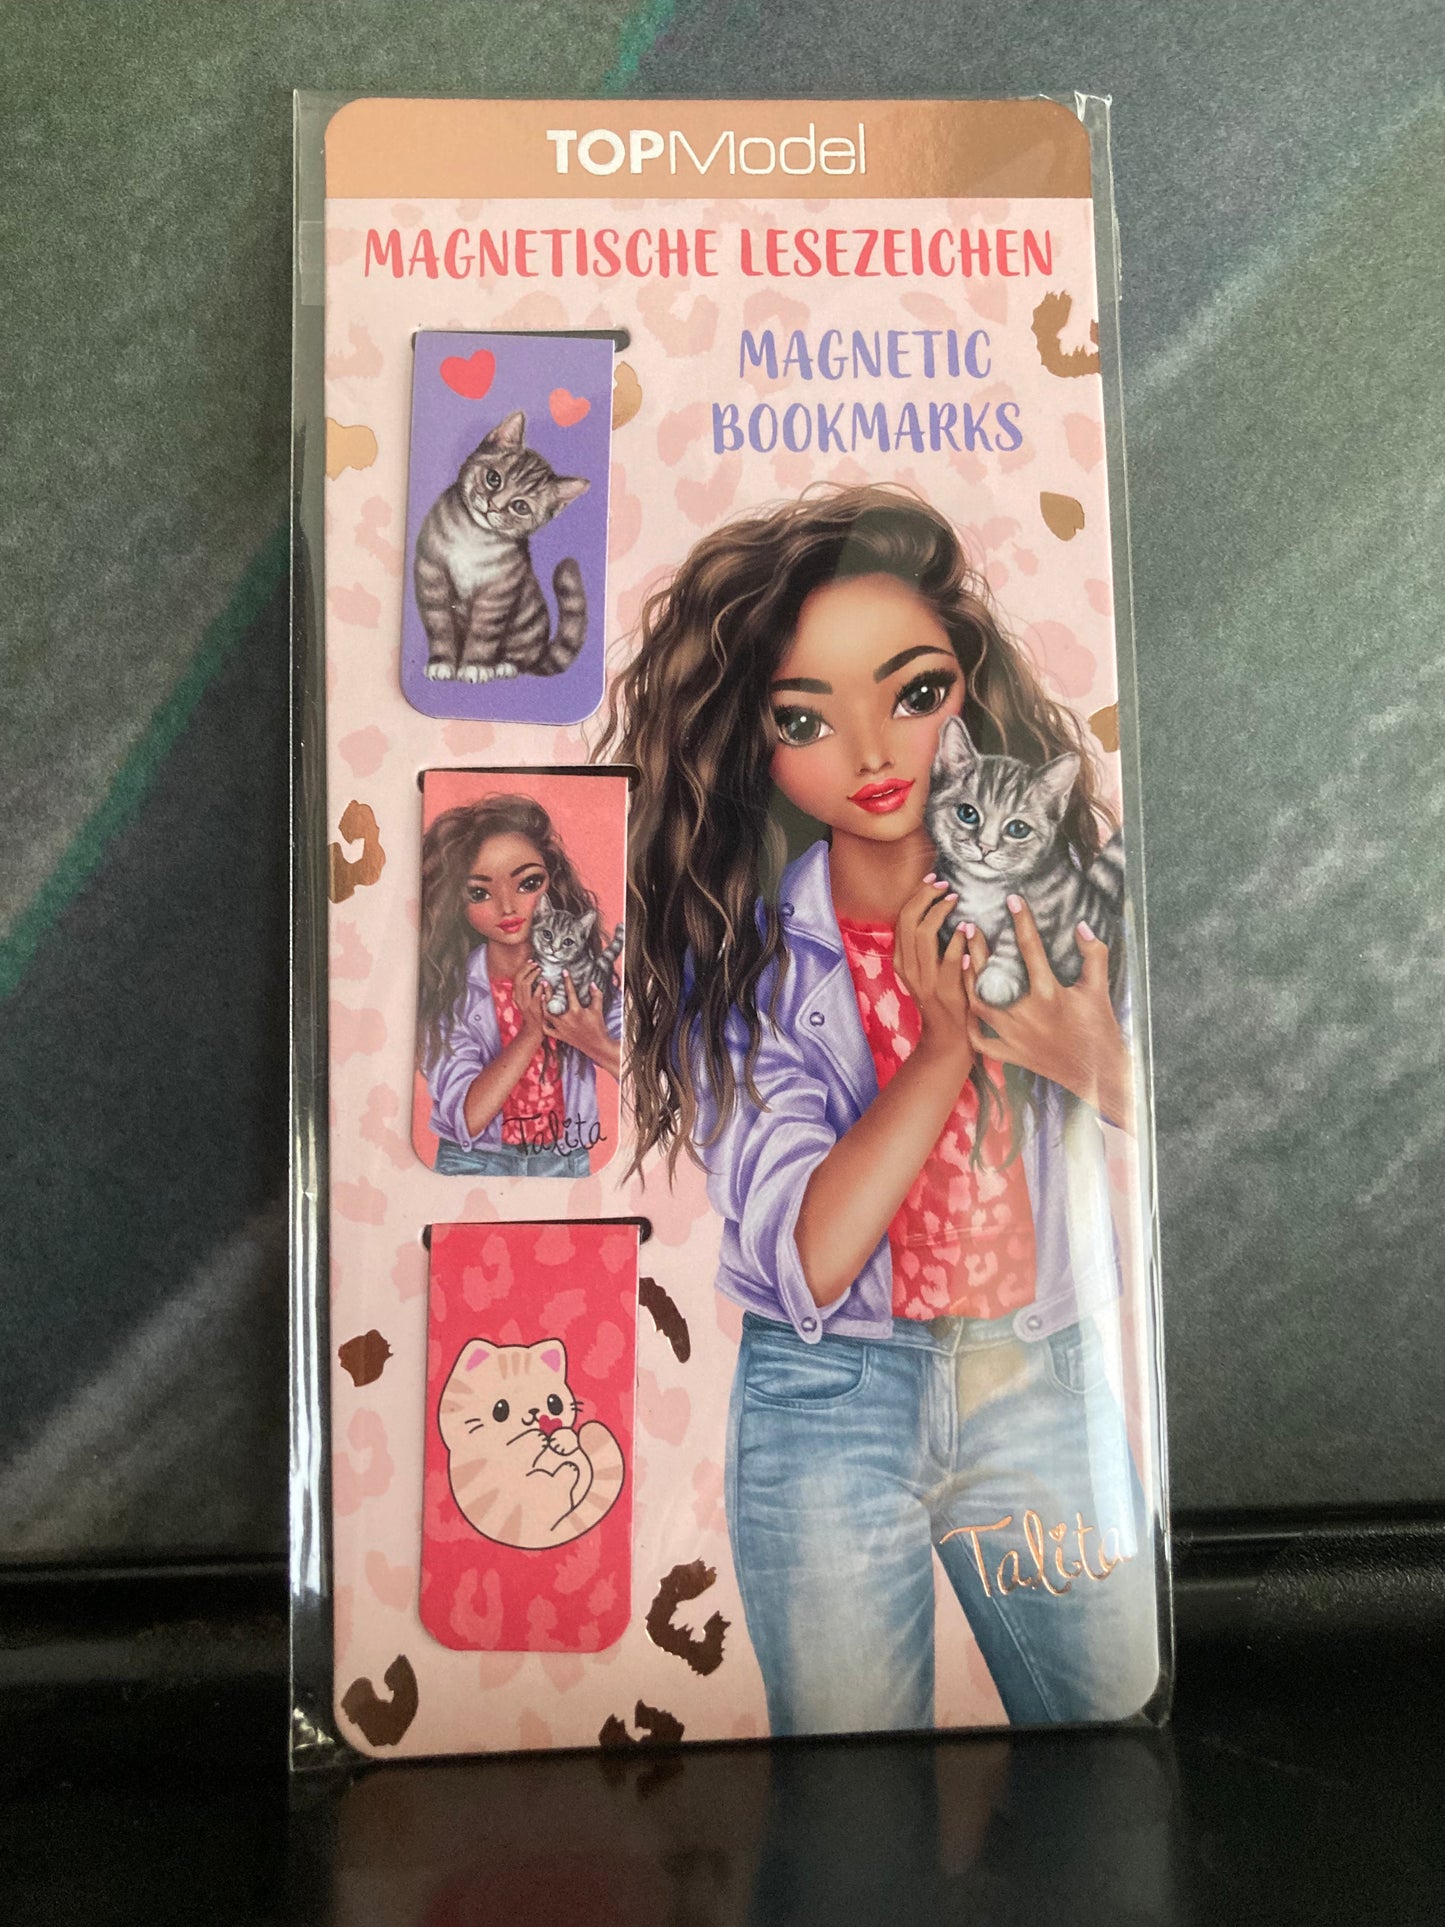 TOPModel
MAGNETISCHE LESEZEICHEN
MAGNETIC
BOOKMARKS
Talita
Talita